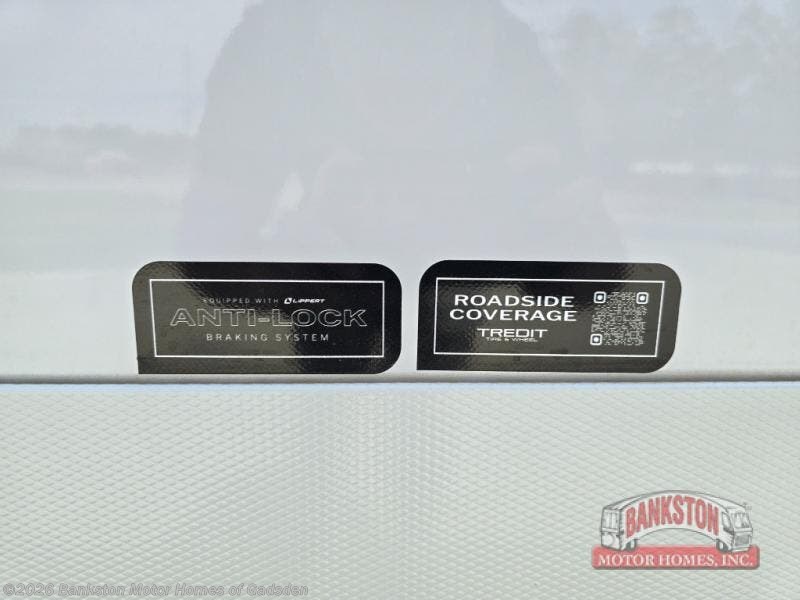 EQUIPPED WITH LIPPERT
ANTI-LOCK
BRAKING SYSTEM
ROADSIDE
COVERAGE
TREDIT
TIRE & WHEEL
BANKSTON
MOTOR HOMES, INC.
©2026 Bankston Motor Homes of Gadsden